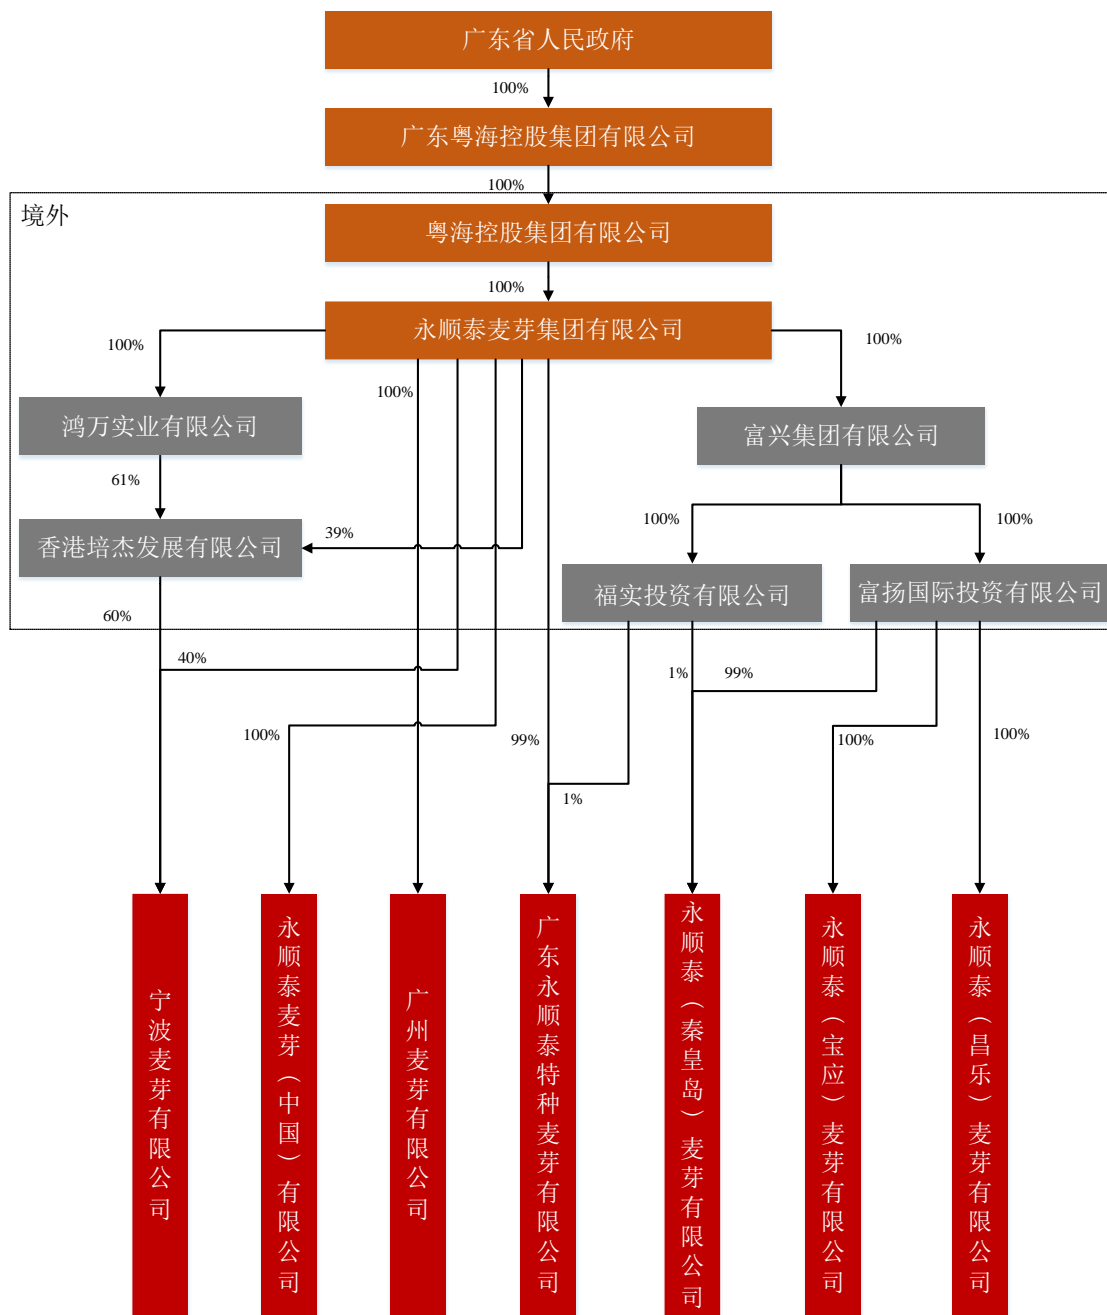 广东省人民政府
100%
广东粤海控股集团有限公司
100%
境外
粤海控股集团有限公司
100%
永顺泰麦芽集团有限公司
100%
100%
100%
鸿万实业有限公司
富兴集团有限公司
61%
39%
100%
100%
香港培杰发展有限公司
福实投资有限公司
富扬国际投资有限公司
60%
40%
1%
99%
100%
99%
100%
100%
1%
宁波麦芽有限公司
永顺泰麦芽（中国）有限公司
广州麦芽有限公司
广东永顺泰特种麦芽有限公司
永顺泰（秦皇岛）麦芽有限公司
永顺泰（宝应）麦芽有限公司
永顺泰（昌乐）麦芽有限公司